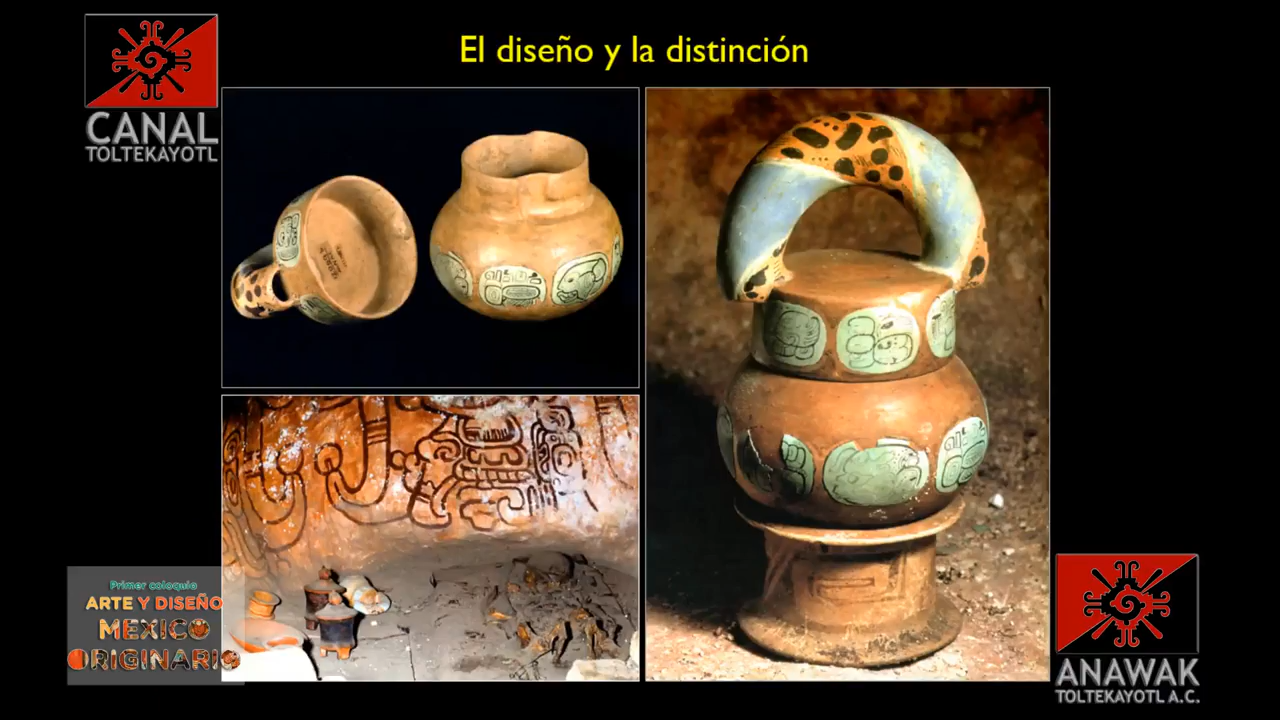 El diseño y la distinción
CANAL
TOLTEKAYOTL
Primer coloquio
ARTE Y DISEÑO
MEXICO
ORIGINARIO
ANAWAK
TOLTEKAYOTL A.C.